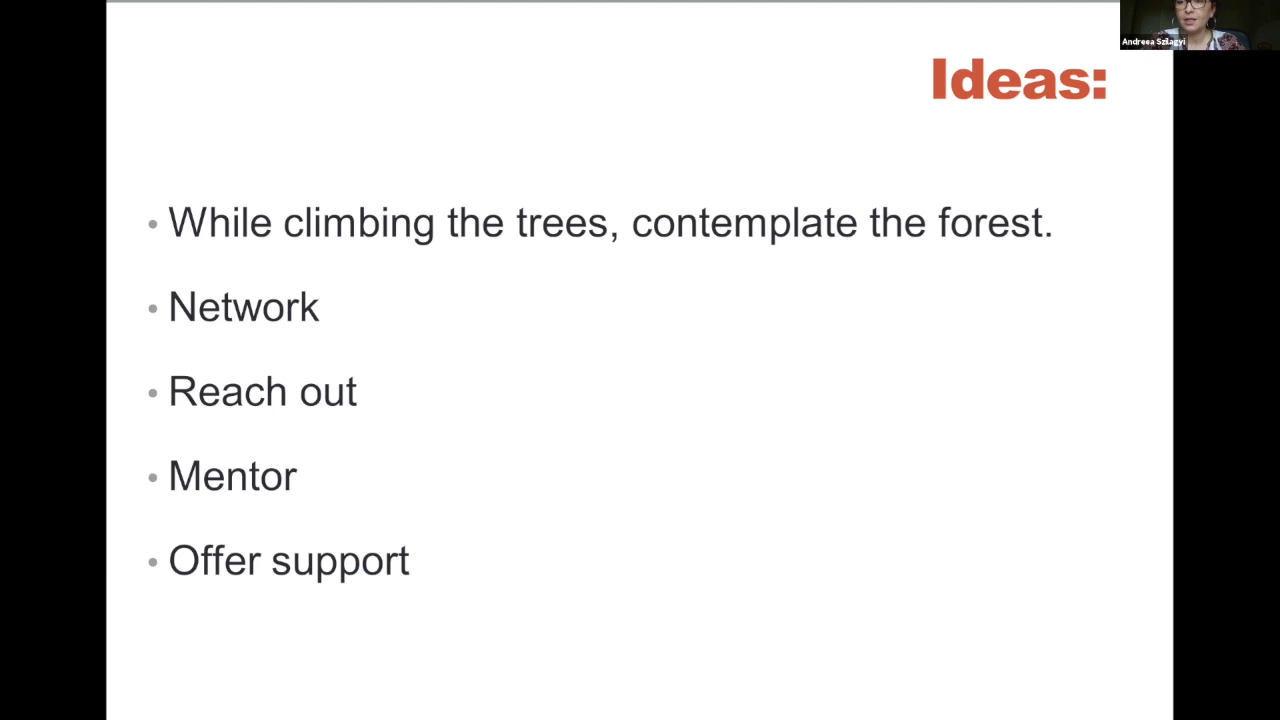 Andreea Szilagyi
Ideas:
• While climbing the trees, contemplate the forest.
• Network
• Reach out
• Mentor
• Offer support